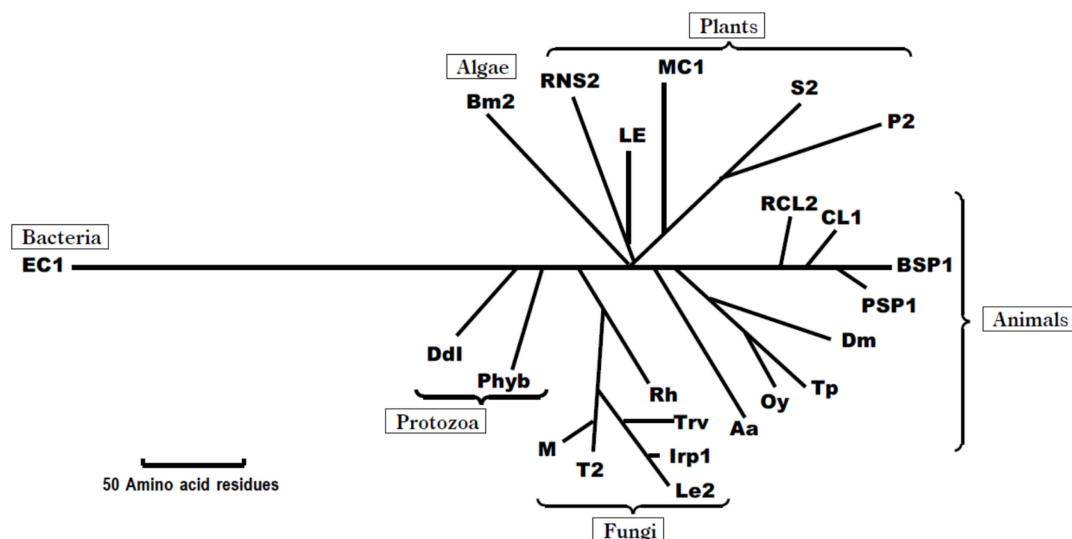 Plants
Algae
RNS2
MC1
Bm2
S2
P2
LE
RCL2
CL1
Bacteria
EC1
BSP1
PSP1
Animals
Dm
DdI
Phyb
Rh
Oy
Tp
Protozoa
Trv
Aa
M
T2
Irp1
50 Amino acid residues
Le2
Fungi